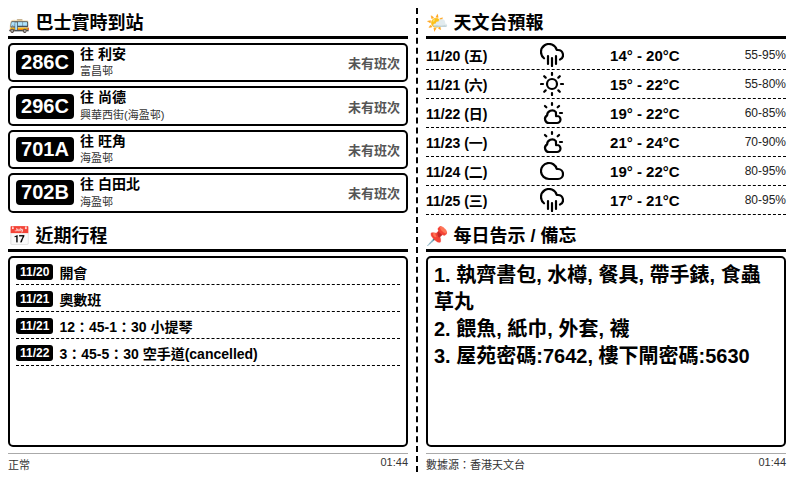 巴士實時到站
286C 往 利安 未有班次
富昌邨
296C 往 尚德 未有班次
興華西街(海盈邨)
701A 往 旺角 未有班次
海盈邨
702B 往 白田北 未有班次
海盈邨
近期行程
11/20 開會
11/21 奧數班
11/21 12：45-1：30 小提琴
11/22 3：45-5：30 空手道(cancelled)
正常 01:44
天文台預報
11/20 (五) 14° - 20°C 55-95%
11/21 (六) 15° - 22°C 55-80%
11/22 (日) 19° - 22°C 60-85%
11/23 (一) 21° - 24°C 70-90%
11/24 (二) 19° - 22°C 80-95%
11/25 (三) 17° - 21°C 80-95%
每日告示 / 備忘
1. 執齊書包, 水樽, 餐具, 帶手錶, 食蟲
草丸
2. 餵魚, 紙巾, 外套, 襪
3. 屋苑密碼:7642, 樓下閘密碼:5630
數據源：香港天文台 01:44